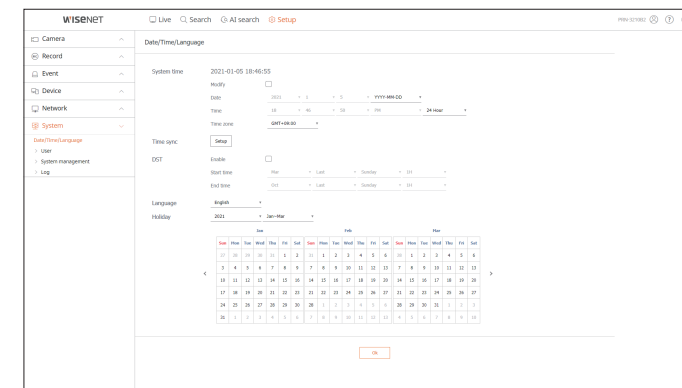 WISENET
Live Search AI search Setup
PRN-3210B2
Camera
Record
Event
Device
Network
System
Date/Time/Language
User
System management
Log
Date/Time/Language
System time 2021-01-05 18:46:55
Modify
Date 2021 1 5 YYYY-MM-DD
Time 18 46 50 PM 24 Hour
Time zone GMT+09:00
Time sync Setup
DST Enable
Start time Mar Last Sunday 1H
End time Oct Last Sunday 1H
Language English
Holiday 2021 Jan~Mar
Jan Feb Mar
Sun Mon Tue Wed Thu Fri Sat Sun Mon Tue Wed Thu Fri Sat Sun Mon Tue Wed Thu Fri Sat
27 28 29 30 31 1 2 31 1 2 3 4 5 6 28 1 2 3 4 5 6
3 4 5 6 7 8 9 7 8 9 10 11 12 13 7 8 9 10 11 12 13
10 11 12 13 14 15 16 14 15 16 17 18 19 20 14 15 16 17 18 19 20
17 18 19 20 21 22 23 21 22 23 24 25 26 27 21 22 23 24 25 26 27
24 25 26 27 28 29 30 28 1 2 3 4 5 6 28 29 30 31 1 2 3
31 1 2 3 4 5 6 7 8 9 10 11 12 13 4 5 6 7 8 9 10
Ok